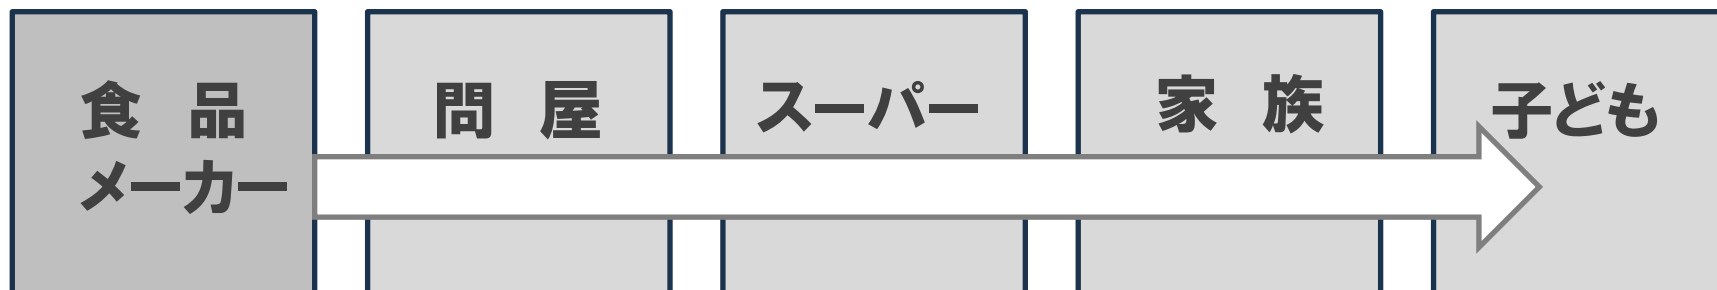 食 品
メーカー
問 屋
スーパー
家 族
子ども